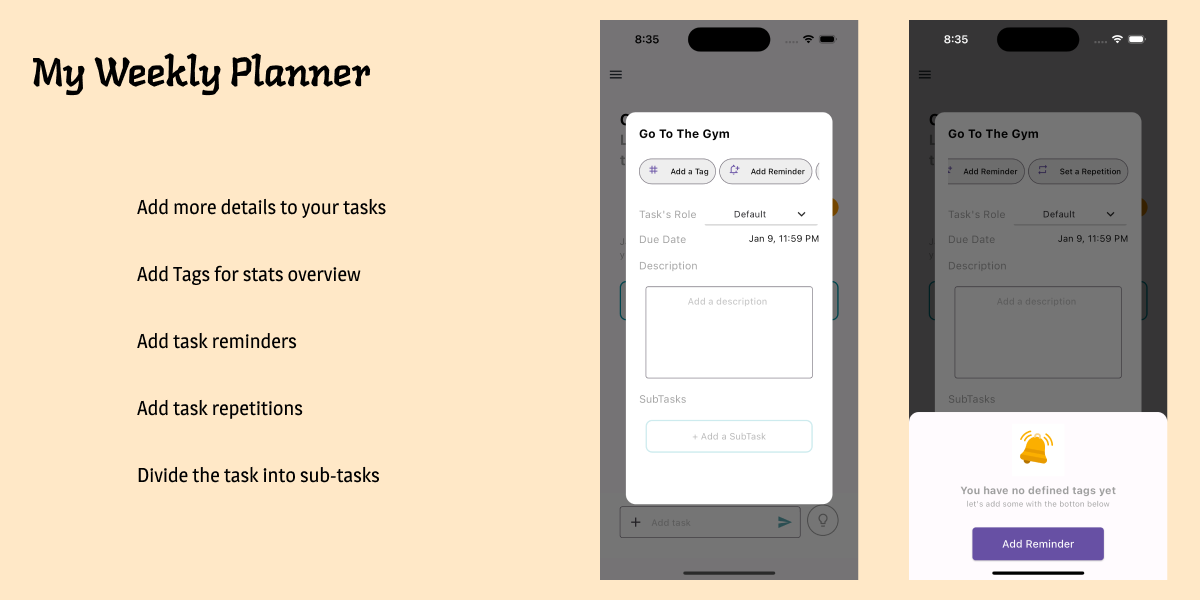 My Weekly Planner
Add more details to your tasks
Add Tags for stats overview
Add task reminders
Add task repetitions
Divide the task into sub-tasks
8:35
Go To The Gym
Add a Tag
Add Reminder
Task's Role
Default
Due Date
Jan 9, 11:59 PM
Description
Add a description
SubTasks
+ Add a SubTask
+ Add task
8:35
Go To The Gym
Add Reminder
Set a Repetition
Task's Role
Default
Due Date
Jan 9, 11:59 PM
Description
Add a description
SubTasks
You have no defined tags yet
let's add some with the botton below
Add Reminder